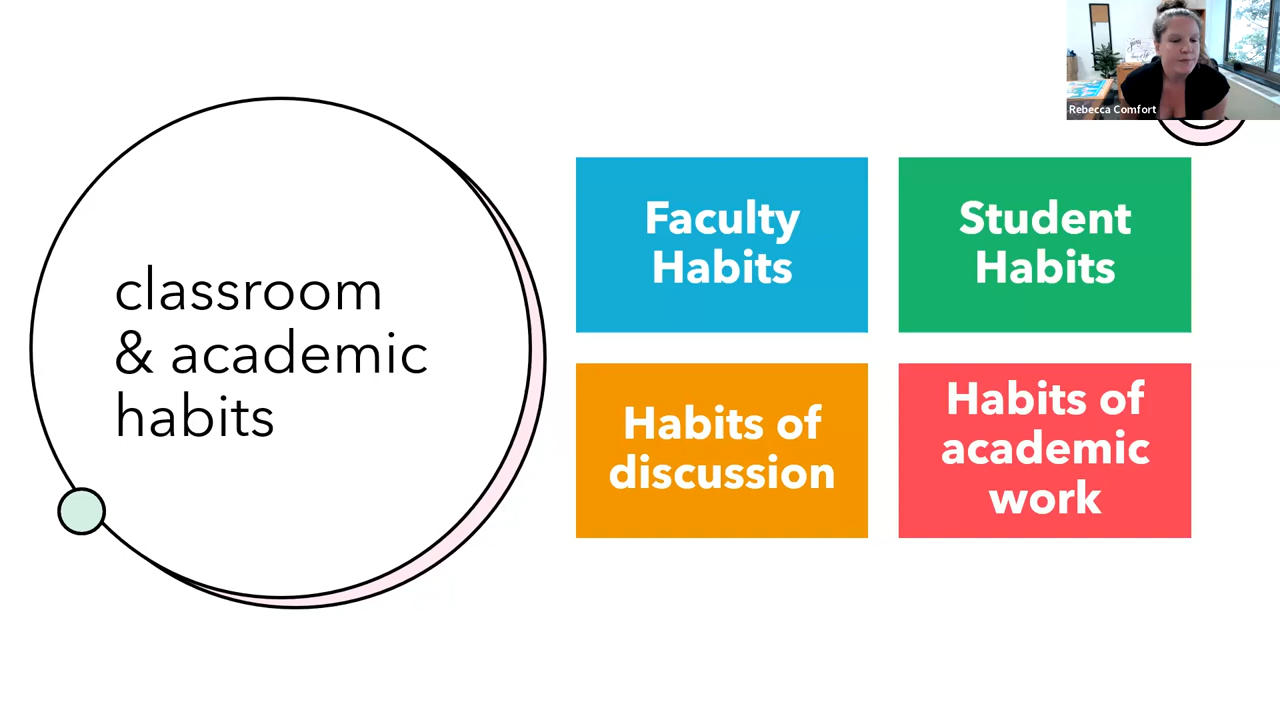 Rebecca Comfort
classroom
& academic
habits
Faculty
Habits
Student
Habits
Habits of
discussion
Habits of
academic
work